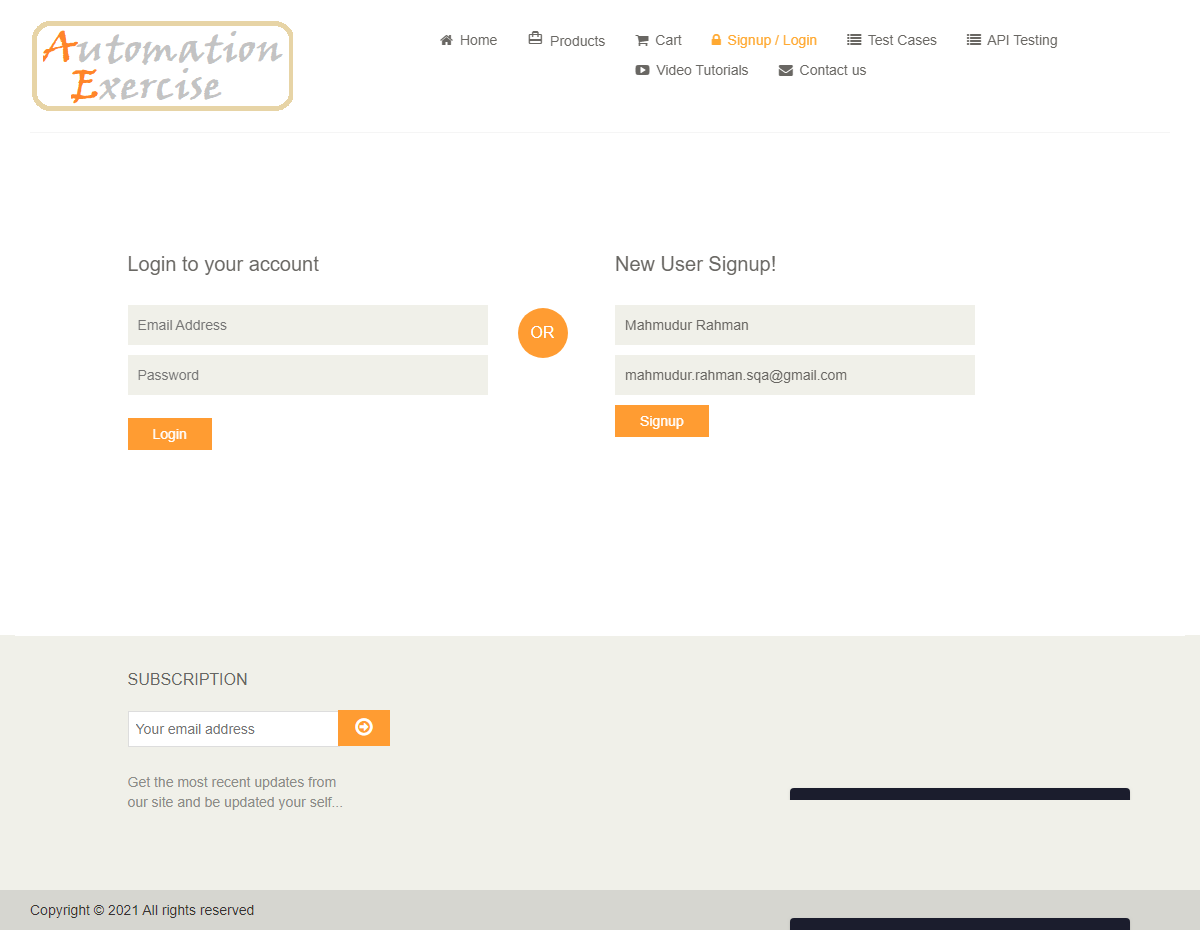 Automation
Exercise
Home
Products
Cart
Signup / Login
Test Cases
API Testing
Video Tutorials
Contact us
Login to your account
Email Address
Password
Login
OR
New User Signup!
Mahmudur Rahman
mahmudur.rahman.sqa@gmail.com
Signup
SUBSCRIPTION
Your email address
Get the most recent updates from
our site and be updated your self...
Copyright © 2021 All rights reserved